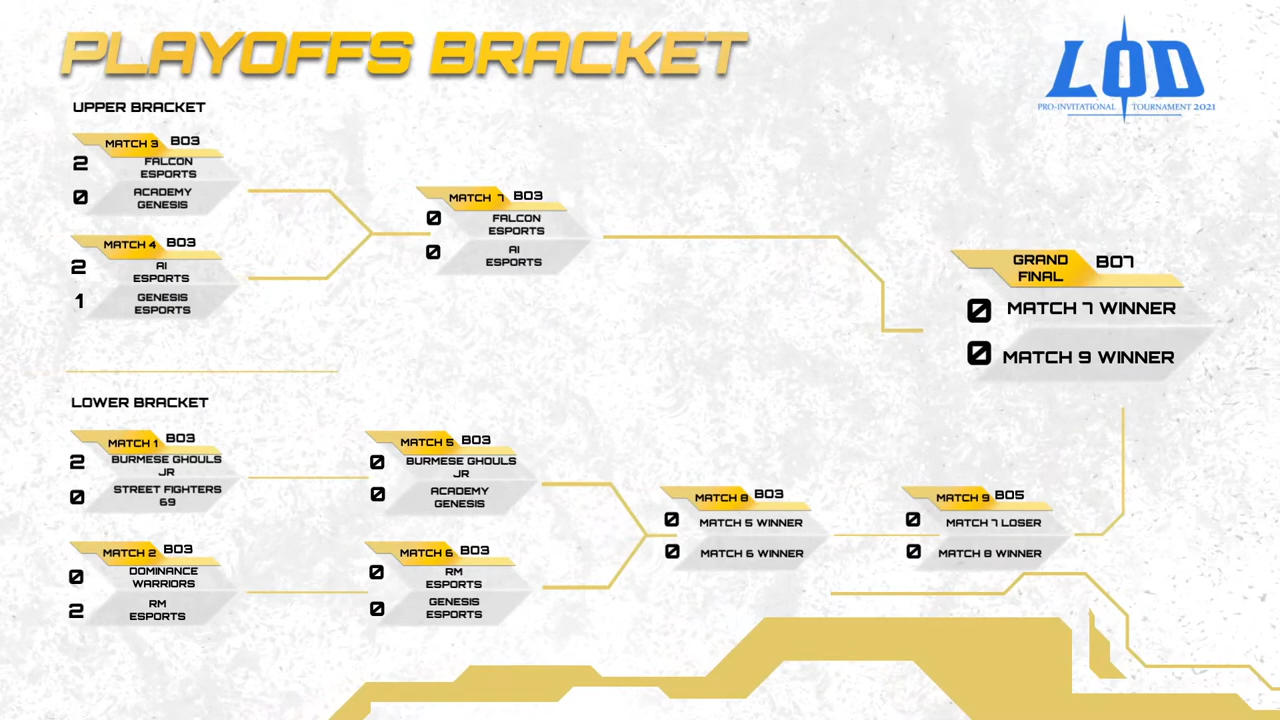 PLAYOFFS BRACKET
LOD
PRO-INVITATIONAL TOURNAMENT 2021
UPPER BRACKET
MATCH 3 BO3
2 FALCON
ESPORTS
0 ACADEMY
GENESIS
MATCH 4 BO3
2 AI
ESPORTS
1 GENESIS
ESPORTS
MATCH 7 BO3
0 FALCON
ESPORTS
0 AI
ESPORTS
GRAND
FINAL BO7
0 MATCH 7 WINNER
0 MATCH 9 WINNER
LOWER BRACKET
MATCH 1 BO3
2 BURMESE GHOULS
JR
0 STREET FIGHTERS
69
MATCH 2 BO3
0 DOMINANCE
WARRIORS
2 RM
ESPORTS
MATCH 5 BO3
0 BURMESE GHOULS
JR
0 ACADEMY
GENESIS
MATCH 6 BO3
0 RM
ESPORTS
0 GENESIS
ESPORTS
MATCH 8 BO3
0 MATCH 5 WINNER
0 MATCH 6 WINNER
MATCH 9 BO5
0 MATCH 7 LOSER
0 MATCH 8 WINNER